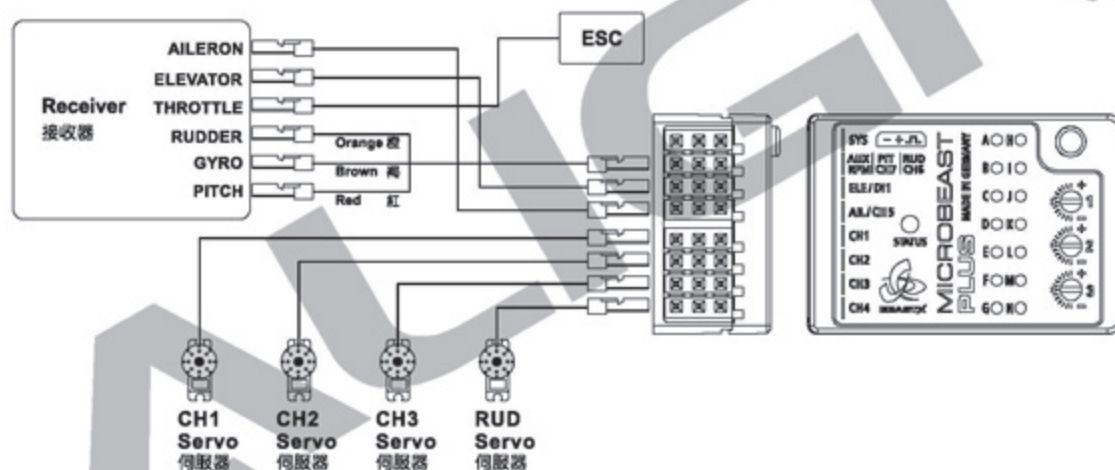 AILERON
ELEVATOR
THROTTLE
RUDDER
GYRO
PITCH
Receiver
接收器
ESC
Orange 橙
Brown 褐
Red 紅
SYS
AUX PIT RUD
RPM CH7 CH6
ELE/DI1
AIL/CH5
CH1
CH2
CH3
CH4
STATUS
BEASTX
MICROBEAST
PLUS
MADE IN GERMANY
A H
B I
C J
D K
E L
F M
G N
1
2
3
CH1
Servo
伺服器
CH2
Servo
伺服器
CH3
Servo
伺服器
RUD
Servo
伺服器